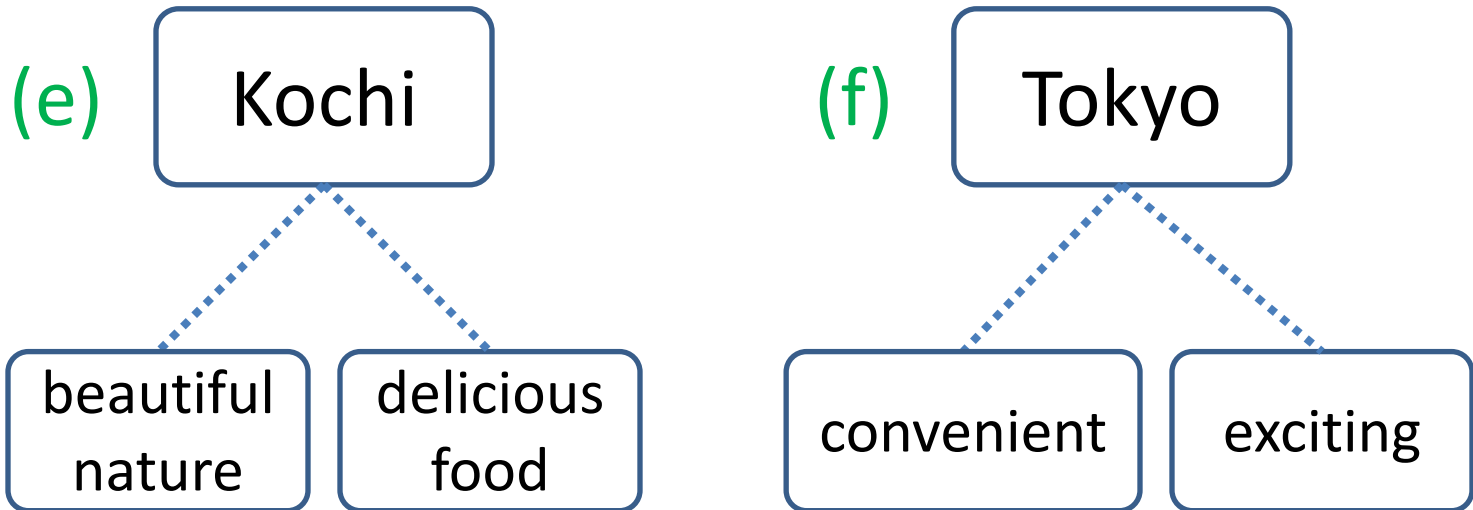 (e)
Kochi
beautiful
nature
delicious
food
(f)
Tokyo
convenient
exciting